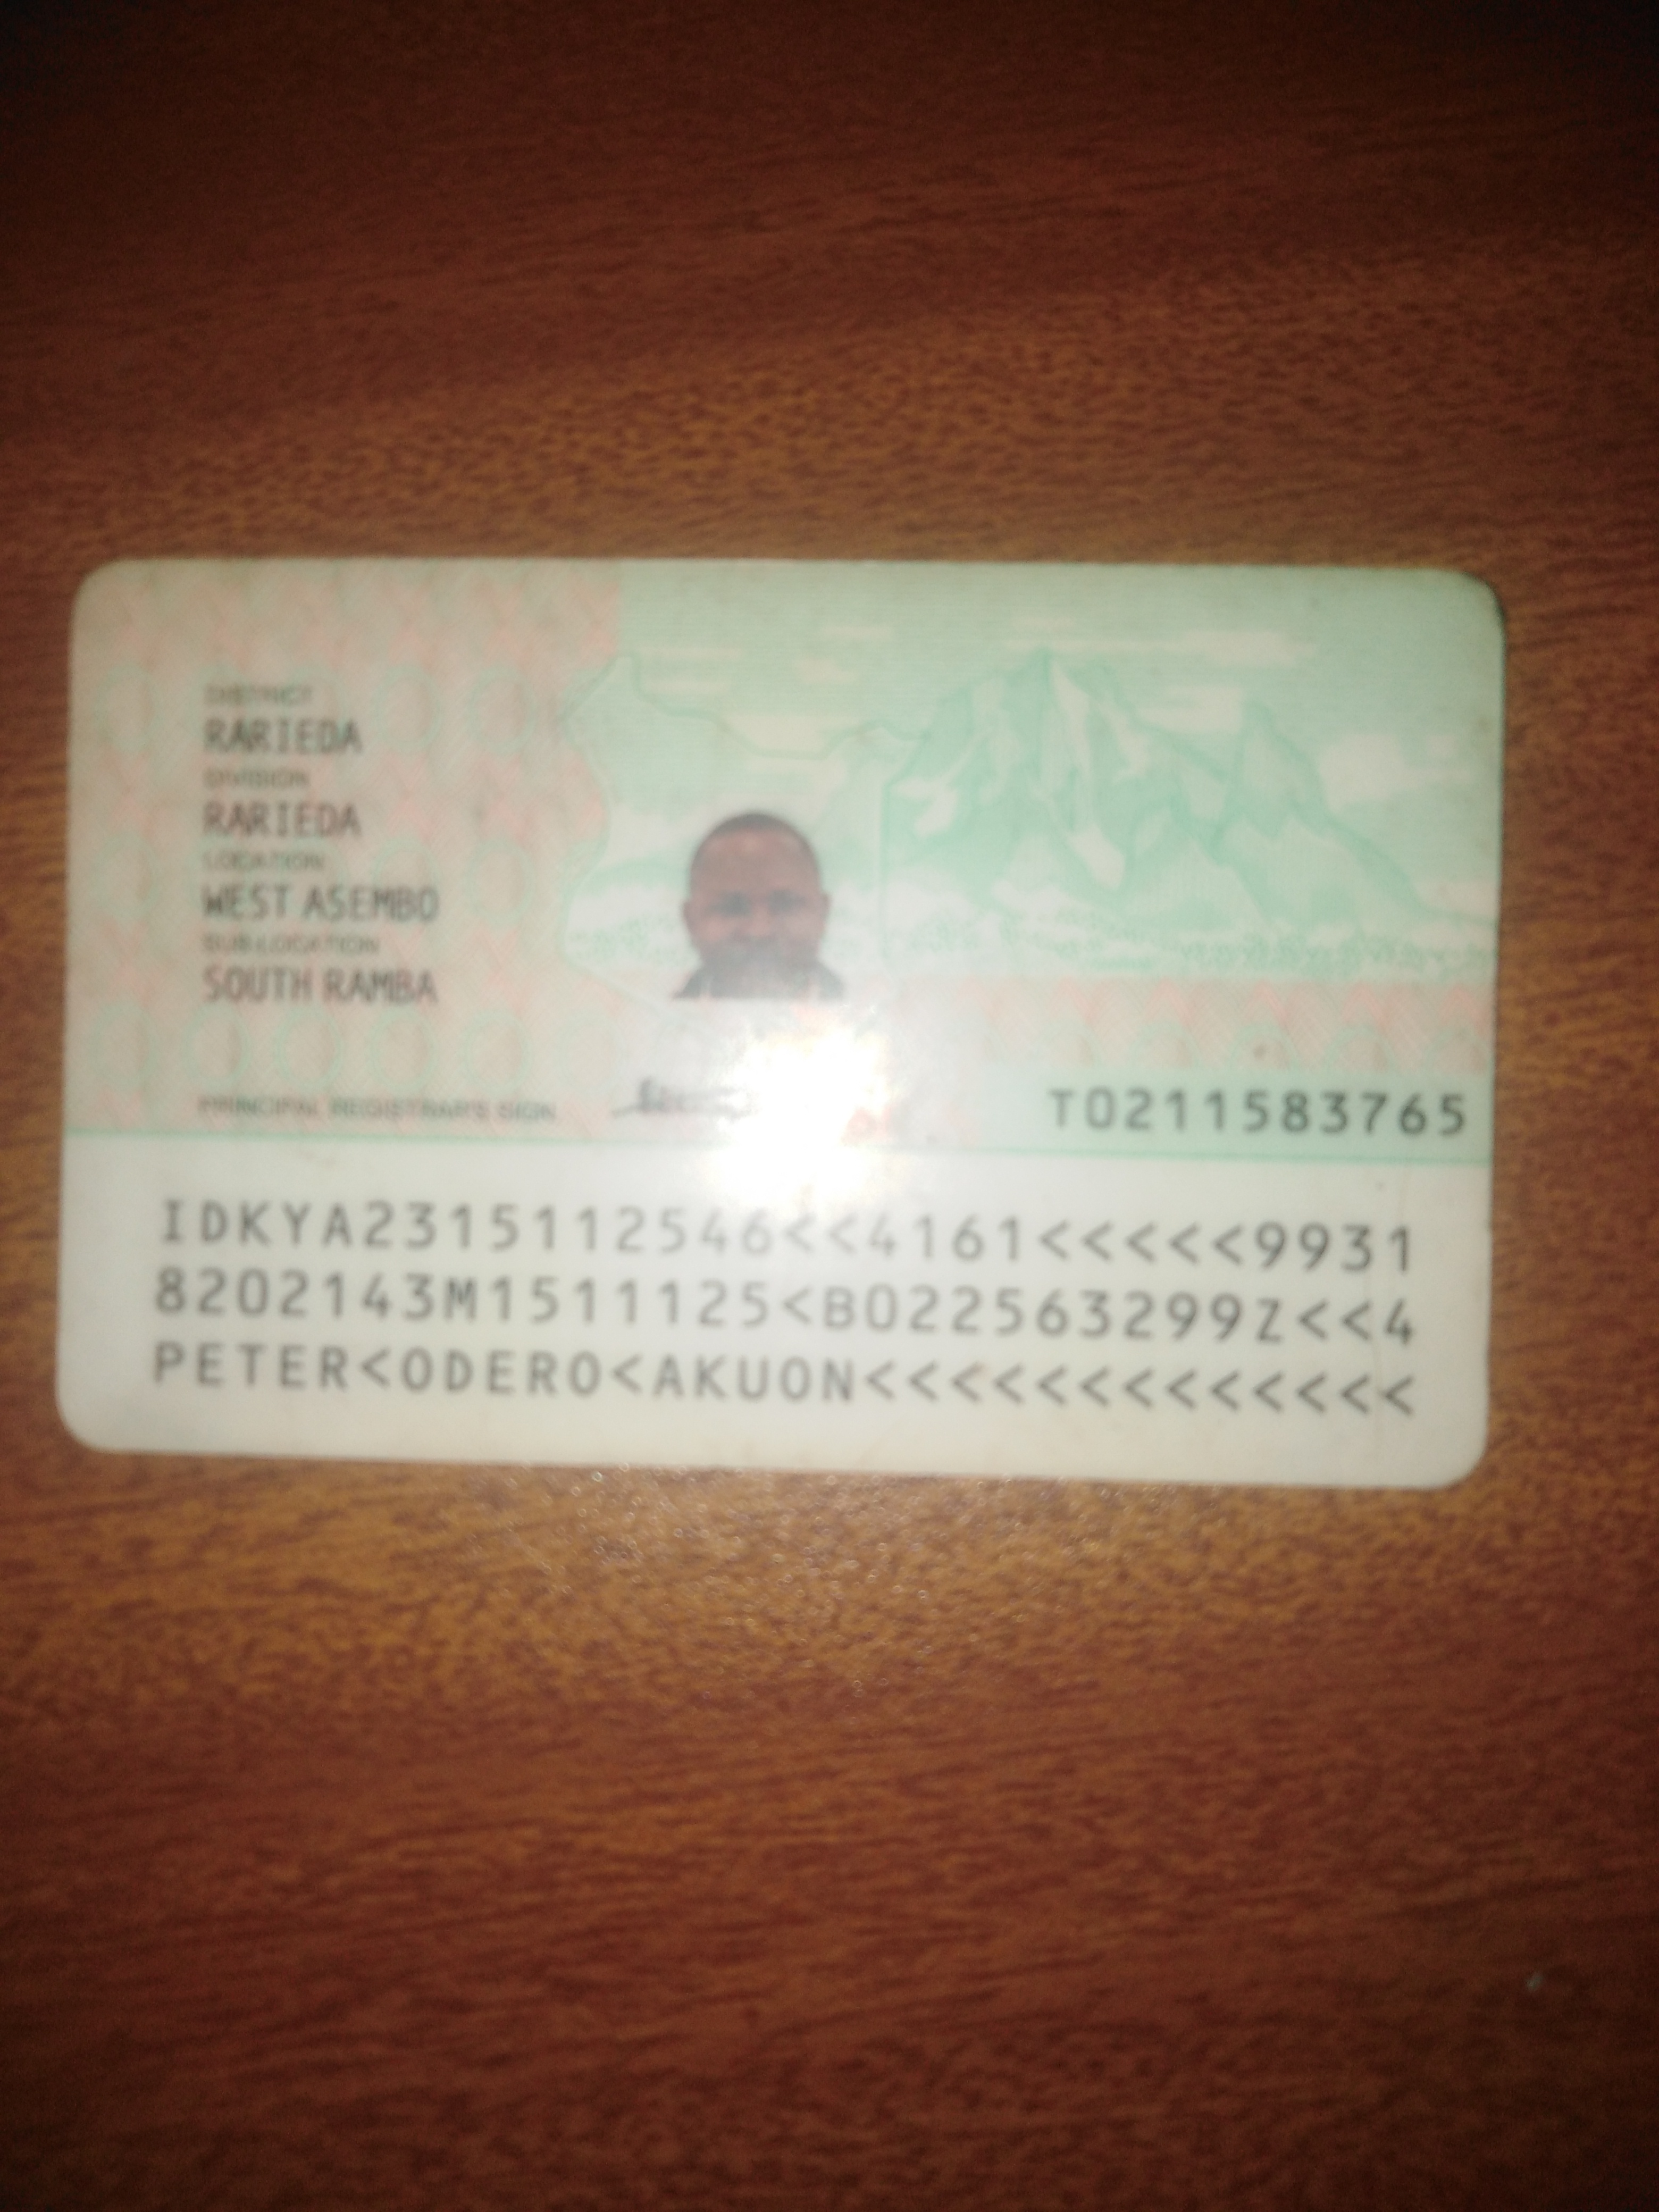 DISTRICT
RARIEDA
DIVISION
RARIEDA
LOCATION
WEST ASEMBO
SUB-LOCATION
SOUTH RAMBA
PRINCIPAL REGISTRAR'S SIGN
T0211583765
IDKYA2315112546<<4161<<<<<9931
8202143M1511125<B022563299Z<<4
PETER<ODERO<AKUON<<<<<<<<<<<<<